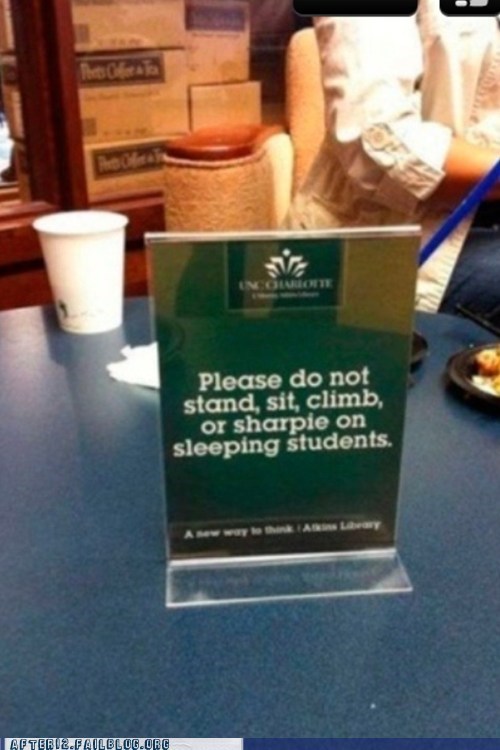 Peet's Coffee & Tea
Peet's Coffee & Tea
UNC CHARLOTTE
Please do not
stand, sit, climb,
or sharpie on
sleeping students.
A new way to think. | Atkins Library
AFTER12.FAILBLOG.ORG